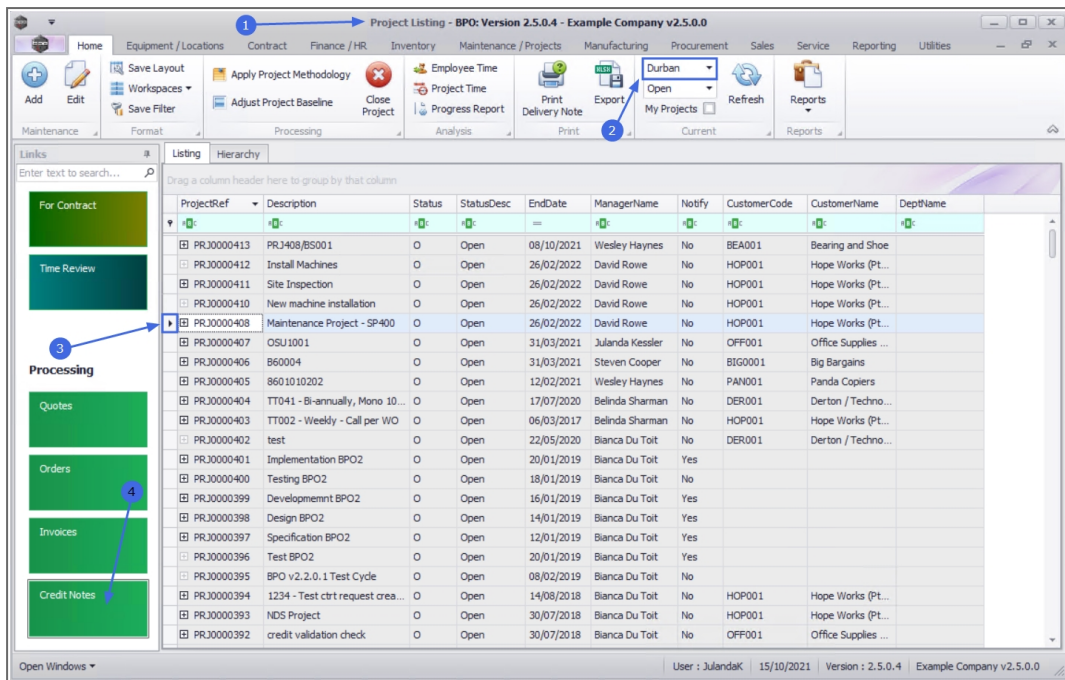 1
Project Listing - BPO: Version 2.5.0.4 - Example Company v2.5.0.0
Home Equipment / Locations Contract Finance / HR Inventory Maintenance / Projects Manufacturing Procurement Sales Service Reporting Utilities
Add Edit Save Layout Workspaces Save Filter
Apply Project Methodology Adjust Project Baseline Close Project
Employee Time Project Time Progress Report
Print Delivery Note Export
Durban Open My Projects Refresh Reports
2
Maintenance Format Processing Analysis Print Current Reports
Links
Enter text to search...
For Contract
Time Review
3
Processing
Quotes
Orders
4
Invoices
Credit Notes
Listing Hierarchy
Drag a column header here to group by that column
ProjectRef Description Status StatusDesc EndDate ManagerName Notify CustomerCode CustomerName DeptName
PRJ0000413 PRJ408/BS001 O Open 08/10/2021 Wesley Haynes No BEA001 Bearing and Shoe
PRJ0000412 Install Machines O Open 26/02/2022 David Rowe No HOP001 Hope Works (Pt...
PRJ0000411 Site Inspection O Open 26/02/2022 David Rowe No HOP001 Hope Works (Pt...
PRJ0000410 New machine installation O Open 26/02/2022 David Rowe No HOP001 Hope Works (Pt...
PRJ0000408 Maintenance Project - SP400 O Open 26/02/2022 David Rowe No HOP001 Hope Works (Pt...
PRJ0000407 OSU1001 O Open 31/03/2021 Julanda Kessler No OFF001 Office Supplies ...
PRJ0000406 B60004 O Open 31/03/2021 Steven Cooper No BIG0001 Big Bargains
PRJ0000405 8601010202 O Open 12/02/2021 Wesley Haynes No PAN001 Panda Copiers
PRJ0000404 TT041 - Bi-annually, Mono 10... O Open 17/07/2020 Belinda Sharman No DER001 Derton / Techno...
PRJ0000403 TT002 - Weekly - Call per WO O Open 06/03/2017 Belinda Sharman No HOP001 Hope Works (Pt...
PRJ0000402 test O Open 22/05/2020 Bianca Du Toit No DER001 Derton / Techno...
PRJ0000401 Implementation BPO2 O Open 20/01/2019 Bianca Du Toit Yes
PRJ0000400 Testing BPO2 O Open 18/01/2019 Bianca Du Toit No
PRJ0000399 Developmemnt BPO2 O Open 16/01/2019 Bianca Du Toit Yes
PRJ0000398 Design BPO2 O Open 14/01/2019 Bianca Du Toit Yes
PRJ0000397 Specification BPO2 O Open 12/01/2019 Bianca Du Toit Yes
PRJ0000396 Test BPO2 O Open 20/01/2019 Bianca Du Toit Yes
PRJ0000395 BPO v2.2.0.1 Test Cycle O Open 08/02/2019 Bianca Du Toit No
PRJ0000394 1234 - Test ctrt request crea... O Open 14/08/2018 Bianca Du Toit No HOP001 Hope Works (Pt...
PRJ0000393 NDS Project O Open 30/07/2018 Bianca Du Toit No HOP001 Hope Works (Pt...
PRJ0000392 credit validation check O Open 30/07/2018 Bianca Du Toit No OFF001 Office Supplies ...
Open Windows User : JulandaK 15/10/2021 Version : 2.5.0.4 Example Company v2.5.0.0